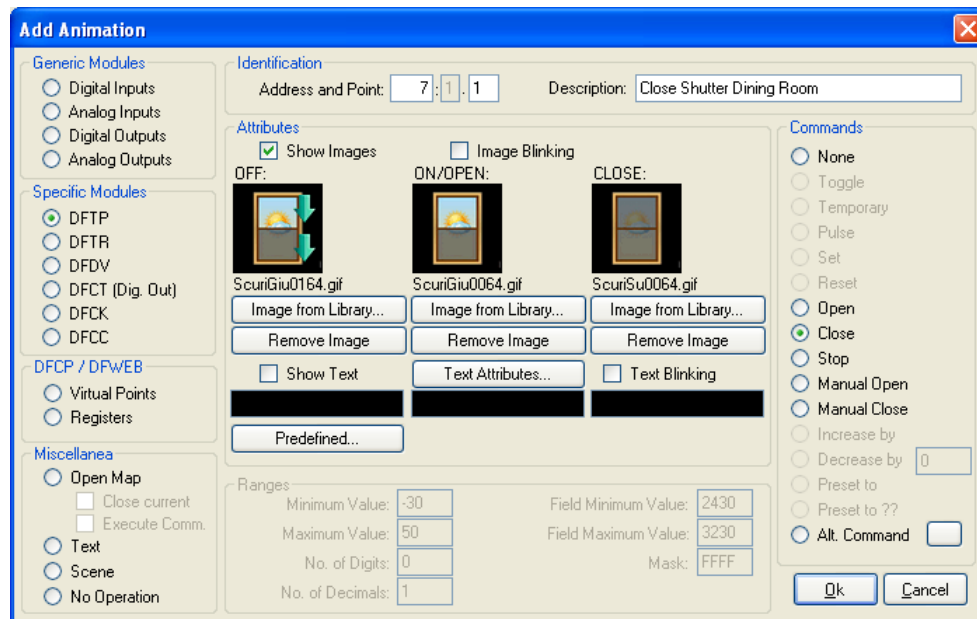 Add Animation
Generic Modules
Digital Inputs
Analog Inputs
Digital Outputs
Analog Outputs
Specific Modules
DFTP
DFTR
DFDV
DFCT (Dig. Out)
DFCK
DFCC
DFCP / DFWEB
Virtual Points
Registers
Miscellanea
Open Map
Close current
Execute Comm.
Text
Scene
No Operation
Identification
Address and Point: 7 : 1 . 1 Description: Close Shutter Dining Room
Attributes
Show Images Image Blinking
OFF: ON/OPEN: CLOSE:
ScuriGiu0164.gif ScuriGiu0064.gif ScuriSu0064.gif
Image from Library... Image from Library... Image from Library...
Remove Image Remove Image Remove Image
Show Text Text Attributes... Text Blinking
Predefined...
Ranges
Minimum Value: -30 Field Minimum Value: 2430
Maximum Value: 50 Field Maximum Value: 3230
No. of Digits: 0 Mask: FFFF
No. of Decimals: 1
Commands
None
Toggle
Temporary
Pulse
Set
Reset
Open
Close
Stop
Manual Open
Manual Close
Increase by
Decrease by 0
Preset to
Preset to ??
Alt. Command
Ok Cancel